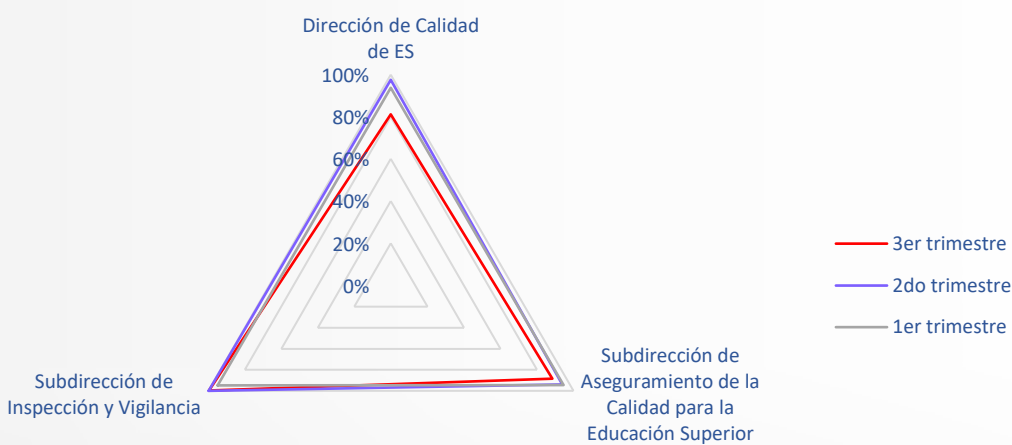 Dirección de Calidad
de ES
100%
80%
60%
40%
20%
0%
3er trimestre
2do trimestre
1er trimestre
Subdirección de
Aseguramiento de la
Calidad para la
Educación Superior
Subdirección de
Inspección y Vigilancia